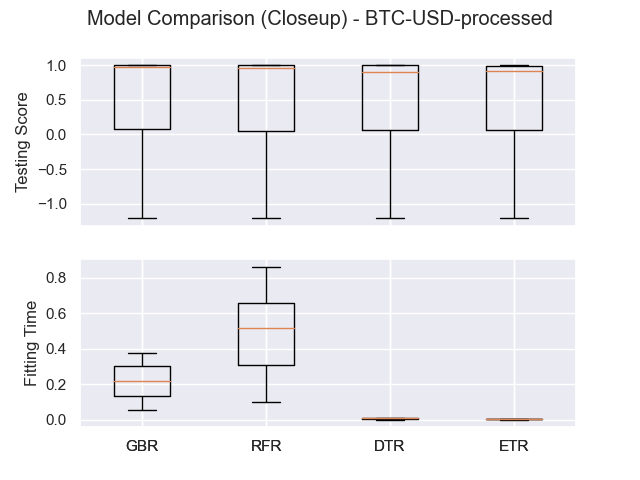 Model Comparison (Closeup) - BTC-USD-processed
Testing Score
1.0
0.5
0.0
−0.5
−1.0
Fitting Time
0.8
0.6
0.4
0.2
0.0
GBR RFR DTR ETR